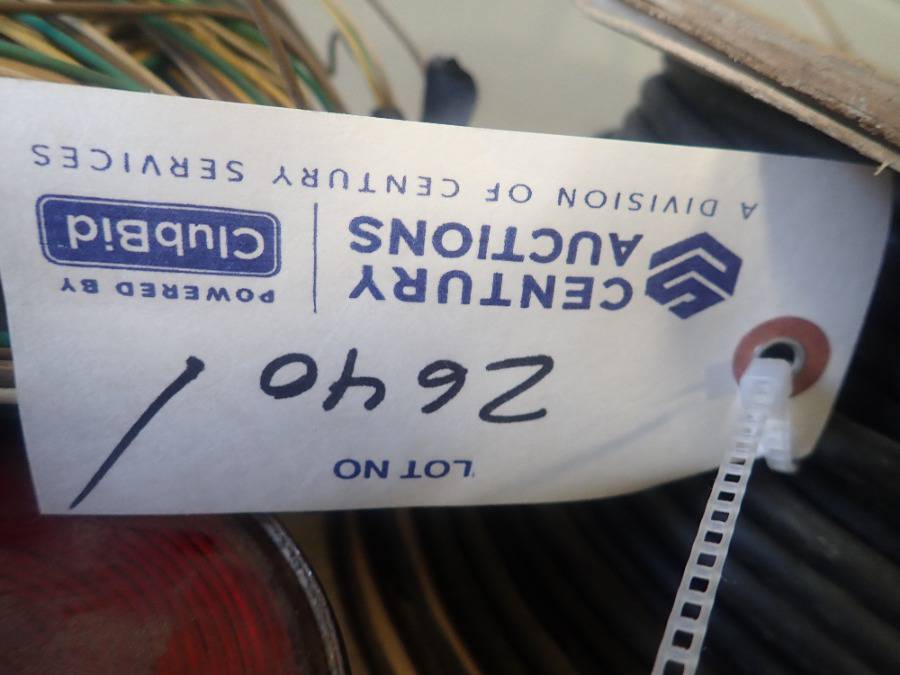 LOT NO
2640 /
CENTURY AUCTIONS
POWERED BY ClubBid
A DIVISION OF CENTURY SERVICES